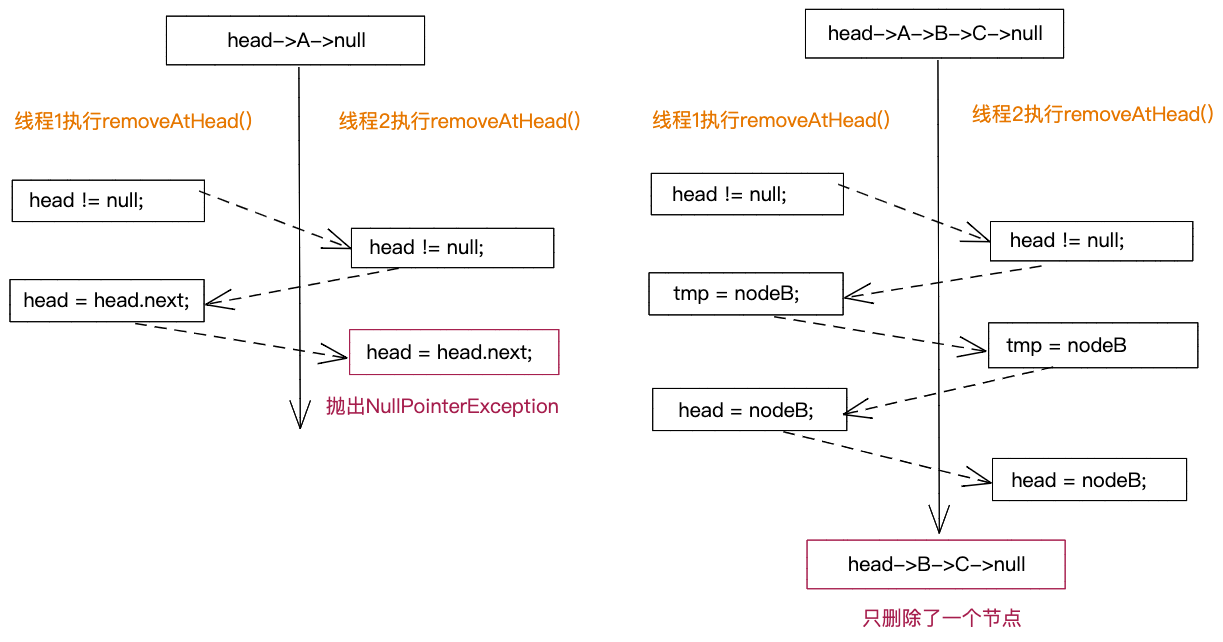 head->A->null
线程1执行removeAtHead()
线程2执行removeAtHead()
head != null;
head != null;
head = head.next;
head = head.next;
抛出NullPointerException
head->A->B->C->null
线程1执行removeAtHead()
线程2执行removeAtHead()
head != null;
head != null;
tmp = nodeB;
tmp = nodeB
head = nodeB;
head = nodeB;
head->B->C->null
只删除了一个节点